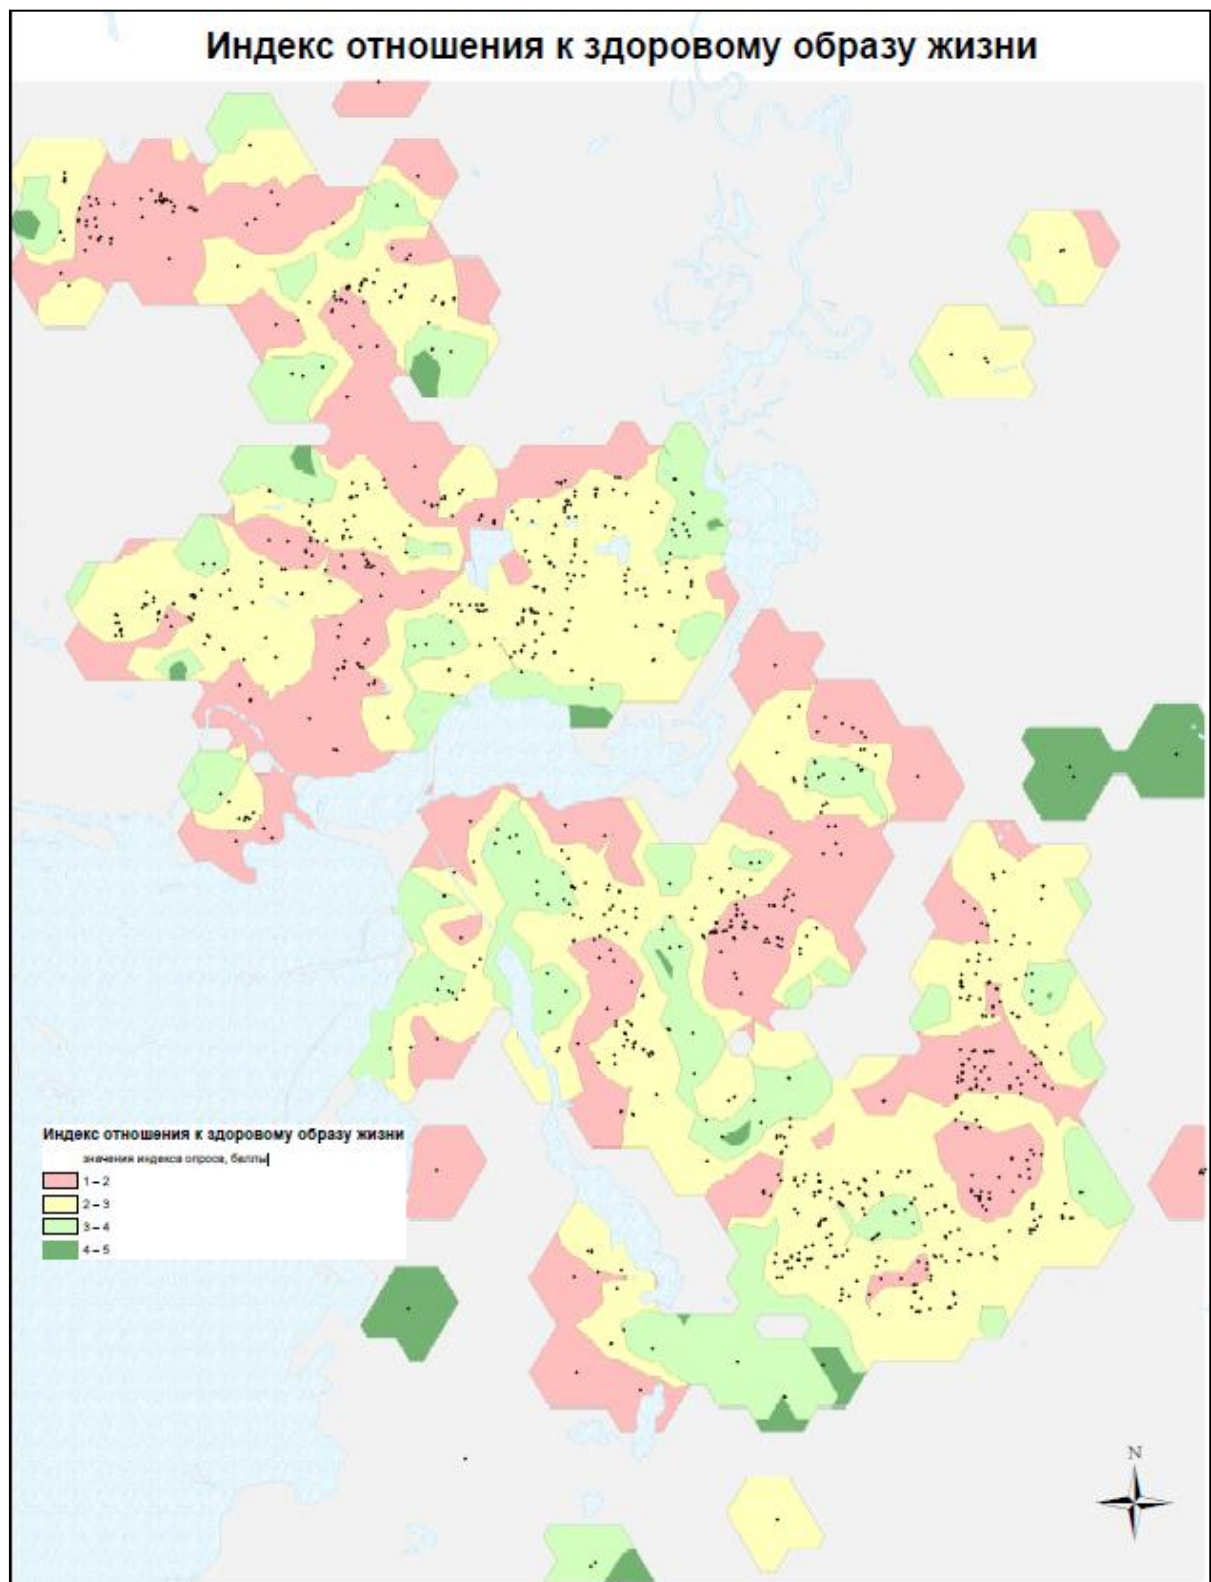 Индекс отношения к здоровому образу жизни
Индекс отношения к здоровому образу жизни
значения индекса опроса, баллы
1 – 2
2 – 3
3 – 4
4 – 5
N